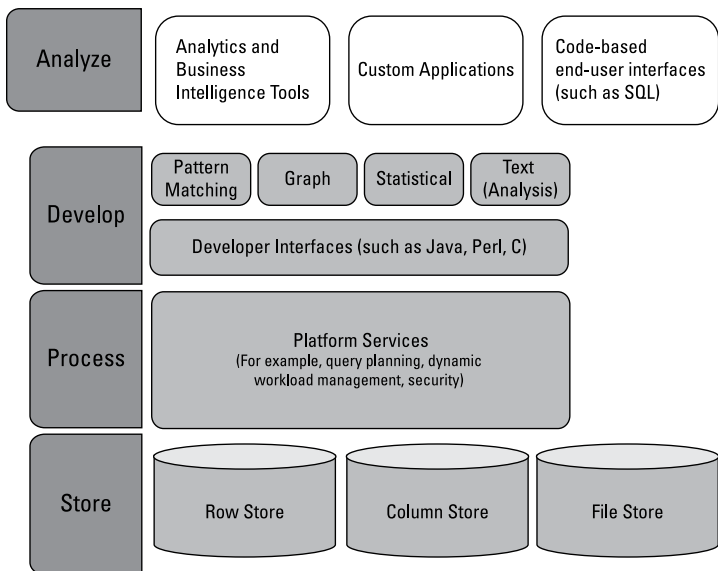 Analyze
Analytics and
Business
Intelligence Tools
Custom Applications
Code-based
end-user interfaces
(such as SQL)
Develop
Pattern
Matching
Graph
Statistical
Text
(Analysis)
Developer Interfaces (such as Java, Perl, C)
Process
Platform Services
(For example, query planning, dynamic
workload management, security)
Store
Row Store
Column Store
File Store